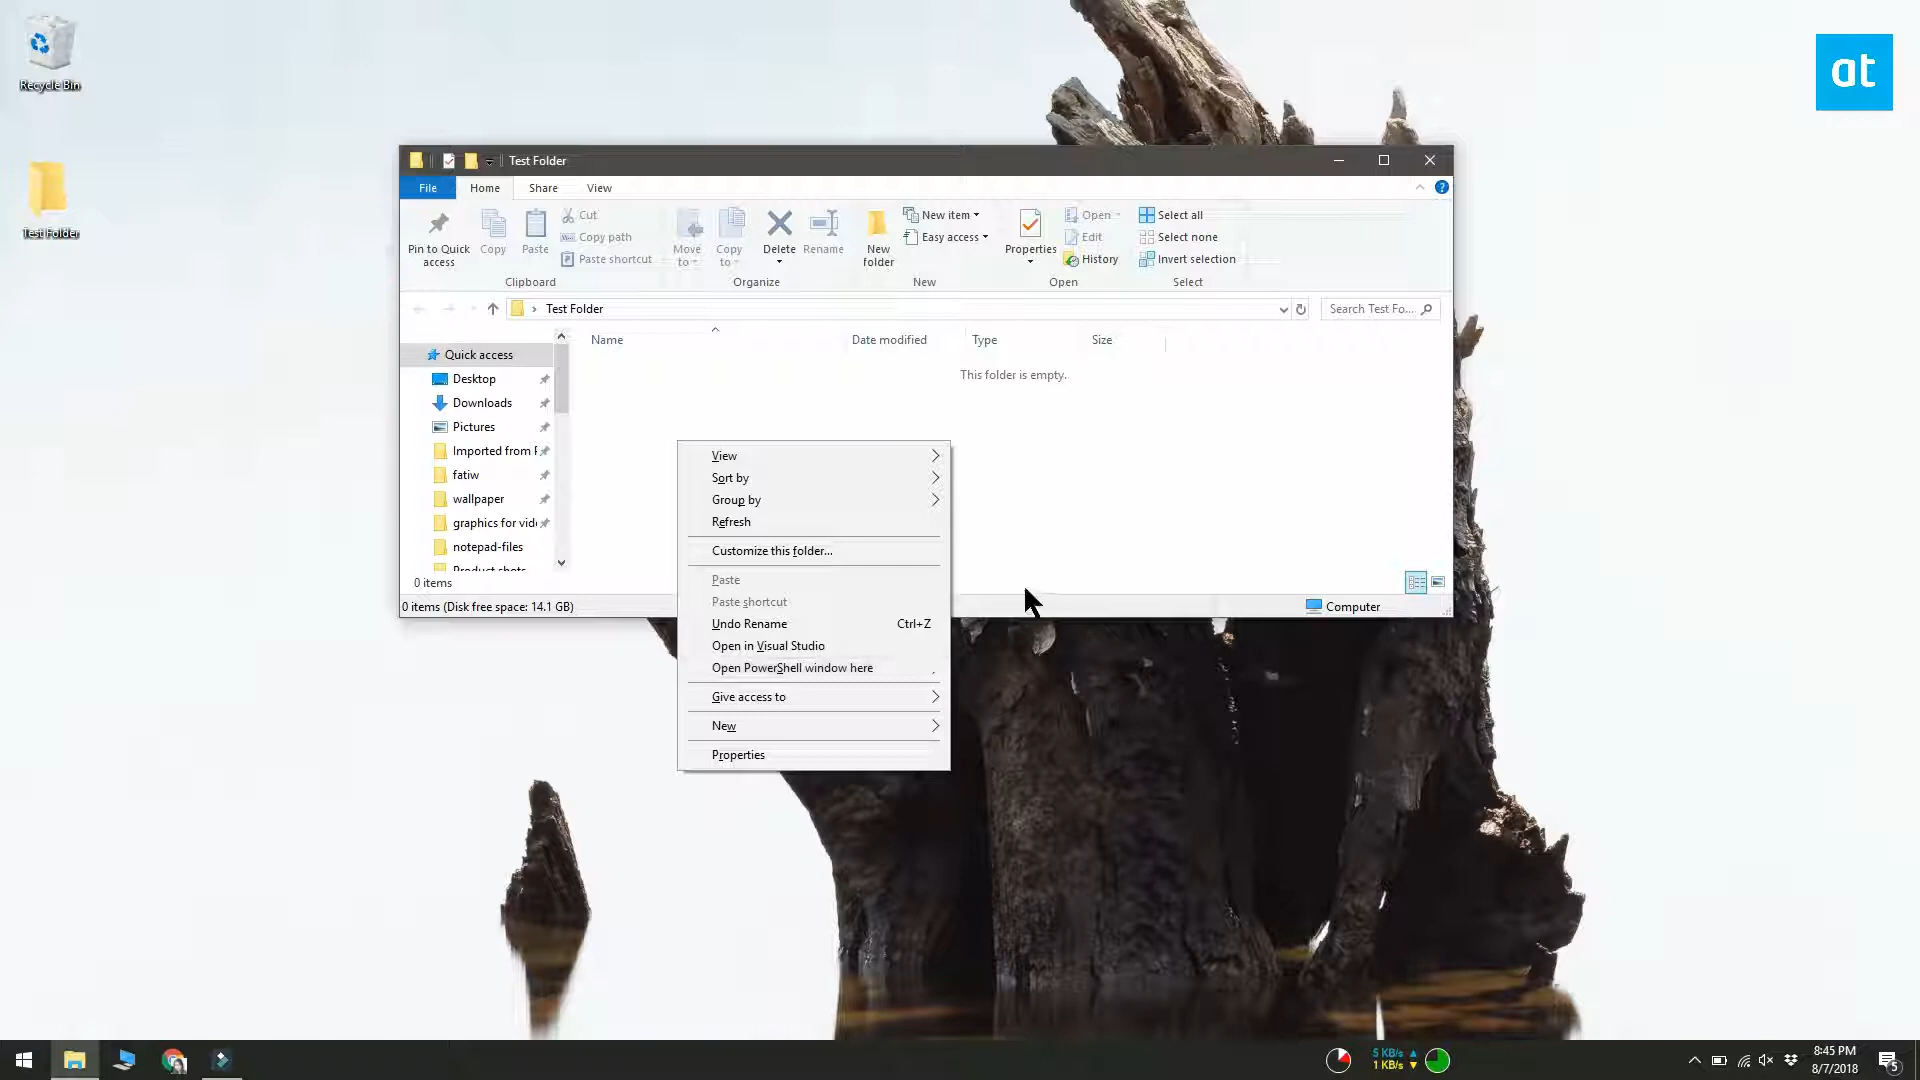 Recycle Bin
at
Test Folder
Test Folder
File Home Share View
Pin to Quick access
Copy
Paste
Cut
Copy path
Paste shortcut
Move to
Copy to
Delete
Rename
New folder
New item
Easy access
Properties
Open
Edit
History
Select all
Select none
Invert selection
Clipboard Organize New Open Select
Test Folder
Search Test Fo...
Name Date modified Type Size
This folder is empty.
Quick access
Desktop
Downloads
Pictures
Imported from F
fatiw
wallpaper
graphics for vid
notepad-files
Product shots
0 items
0 items (Disk free space: 14.1 GB)
Computer
View
Sort by
Group by
Refresh
Customize this folder...
Paste
Paste shortcut
Undo Rename Ctrl+Z
Open in Visual Studio
Open PowerShell window here
Give access to
New
Properties
5 KB/s
1 KB/s
8:45 PM
8/7/2018
5